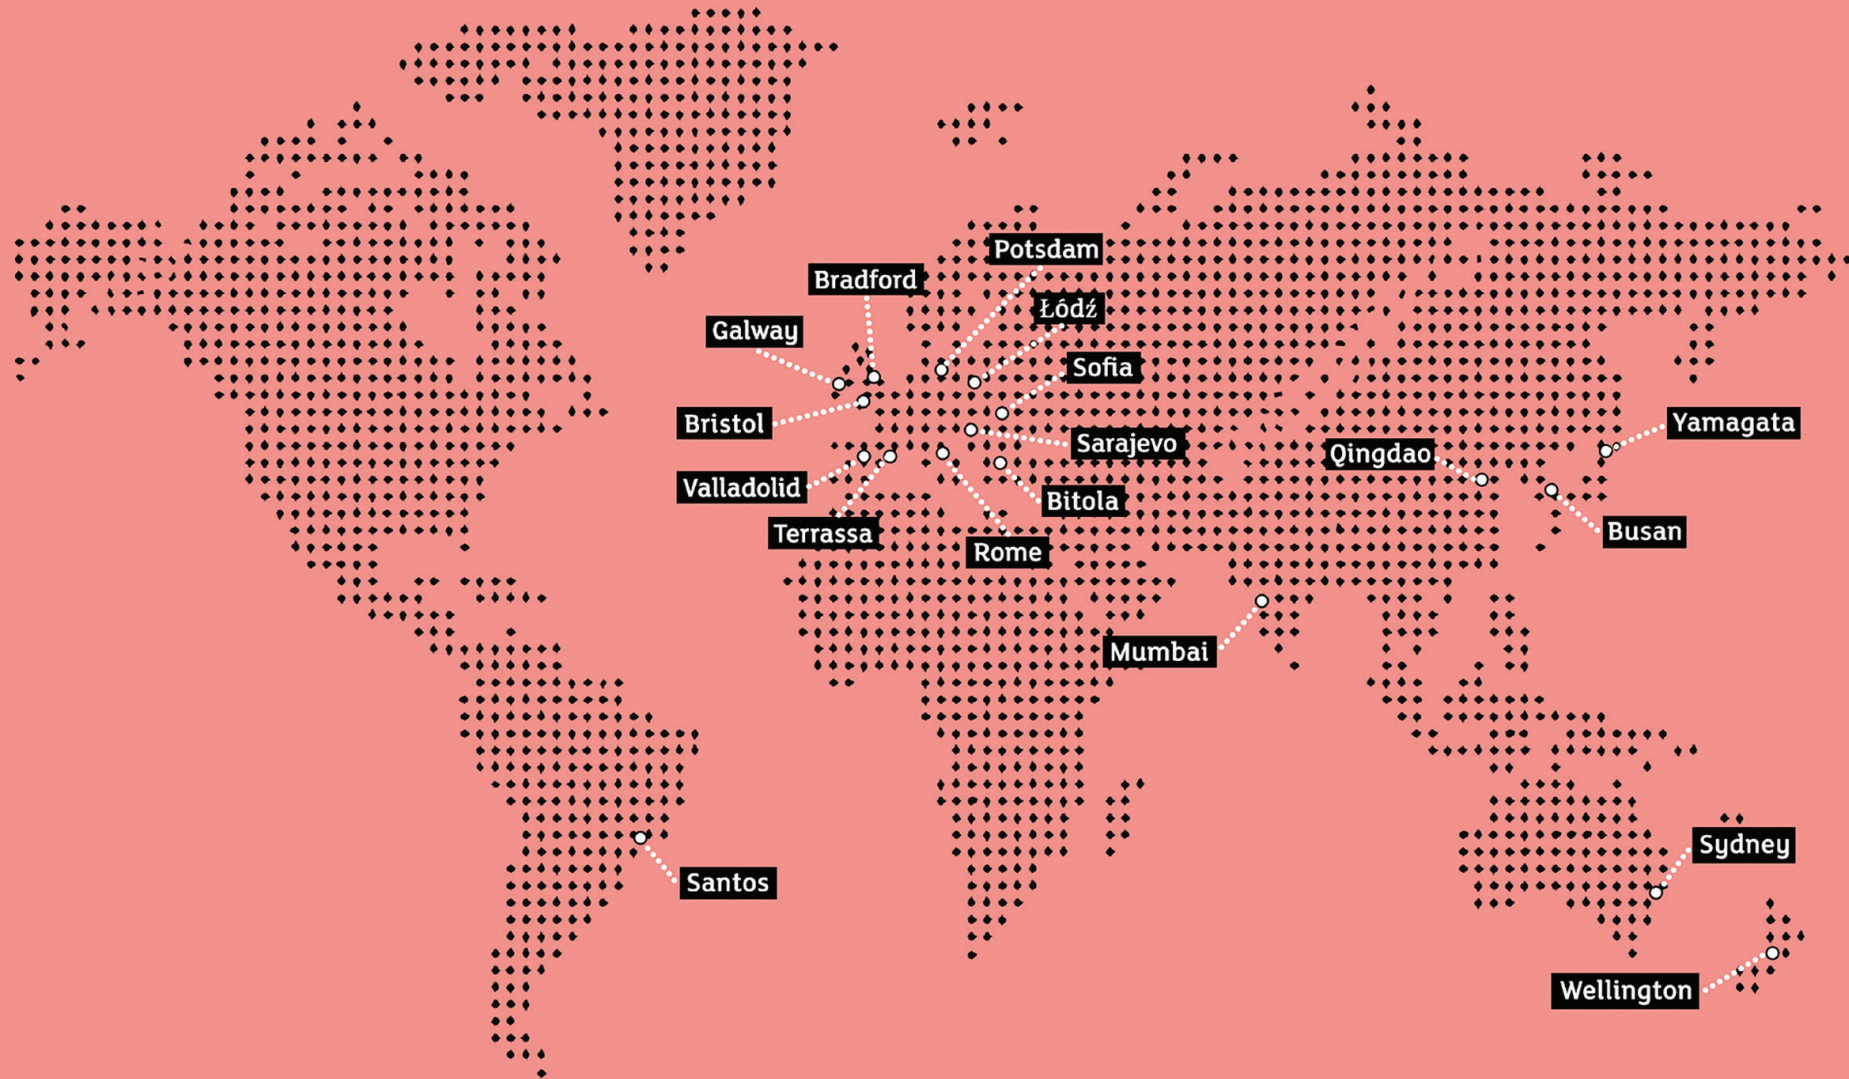 Potsdam
Bradford
Łódź
Galway
Sofia
Bristol
Yamagata
Sarajevo
Qingdao
Valladolid
Bitola
Terrassa
Busan
Rome
Mumbai
Sydney
Santos
Wellington